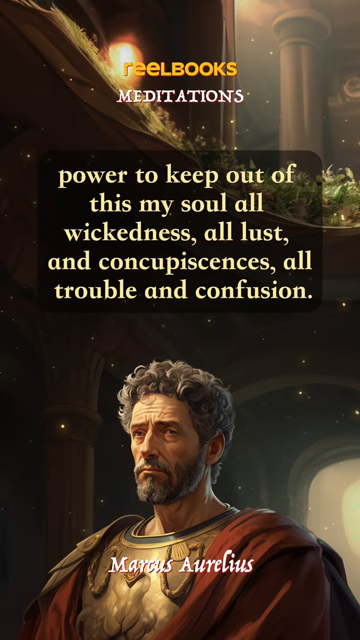 reelbooks
MEDITATIONS
power to keep out of
this my soul all
wickedness, all lust,
and concupiscences, all
trouble and confusion.
Marcus Aurelius